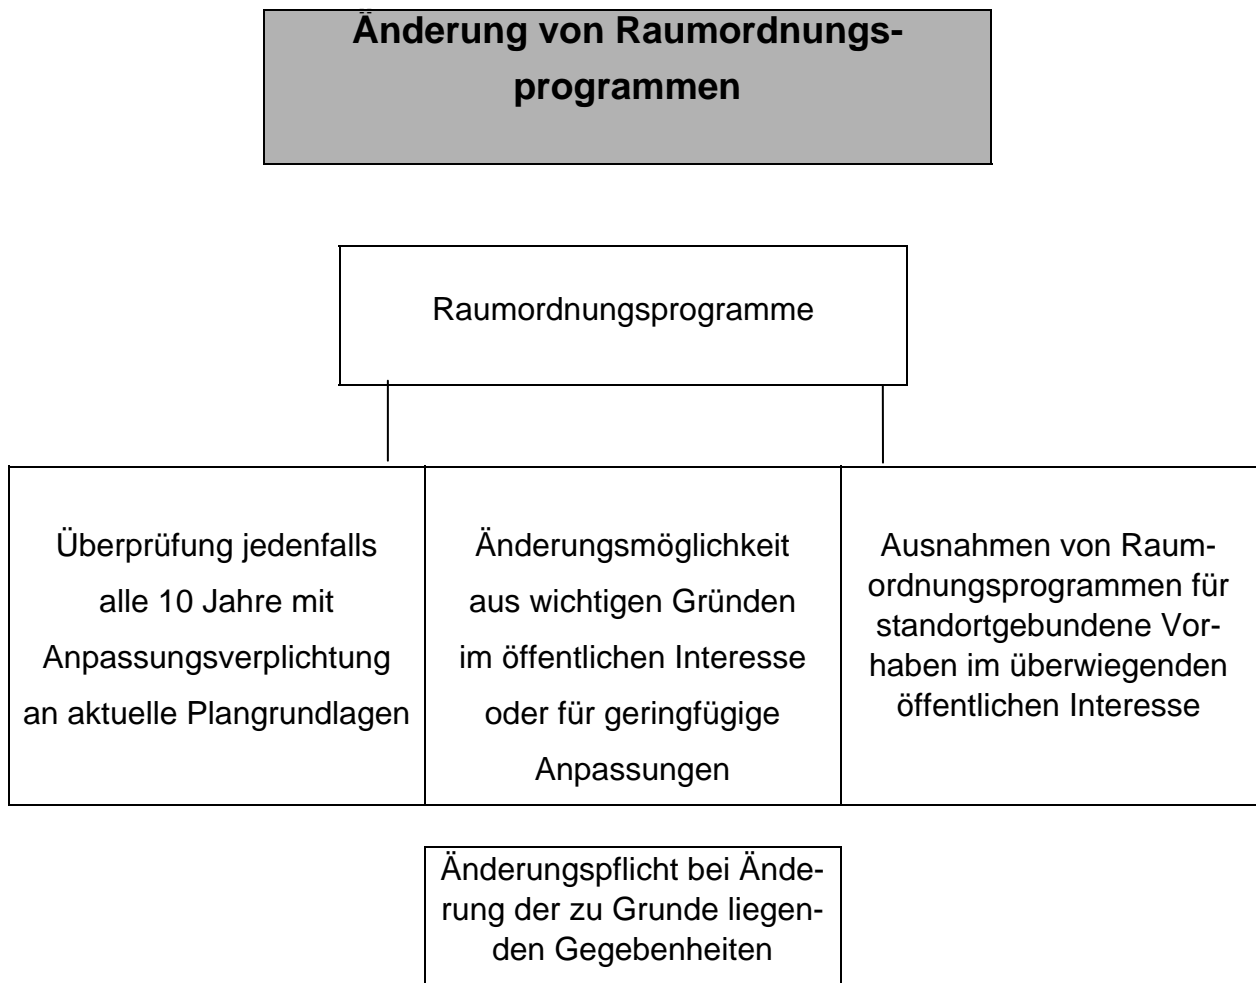 Änderung von Raumordnungs-
programmen
Raumordnungsprogramme
Überprüfung jedenfalls
alle 10 Jahre mit
Anpassungsverplichtung
an aktuelle Plangrundlagen
Änderungsmöglichkeit
aus wichtigen Gründen
im öffentlichen Interesse
oder für geringfügige
Anpassungen
Ausnahmen von Raum-
ordnungsprogrammen für
standortgebundene Vor-
haben im überwiegenden
öffentlichen Interesse
Änderungspflicht bei Ände-
rung der zu Grunde liegen-
den Gegebenheiten